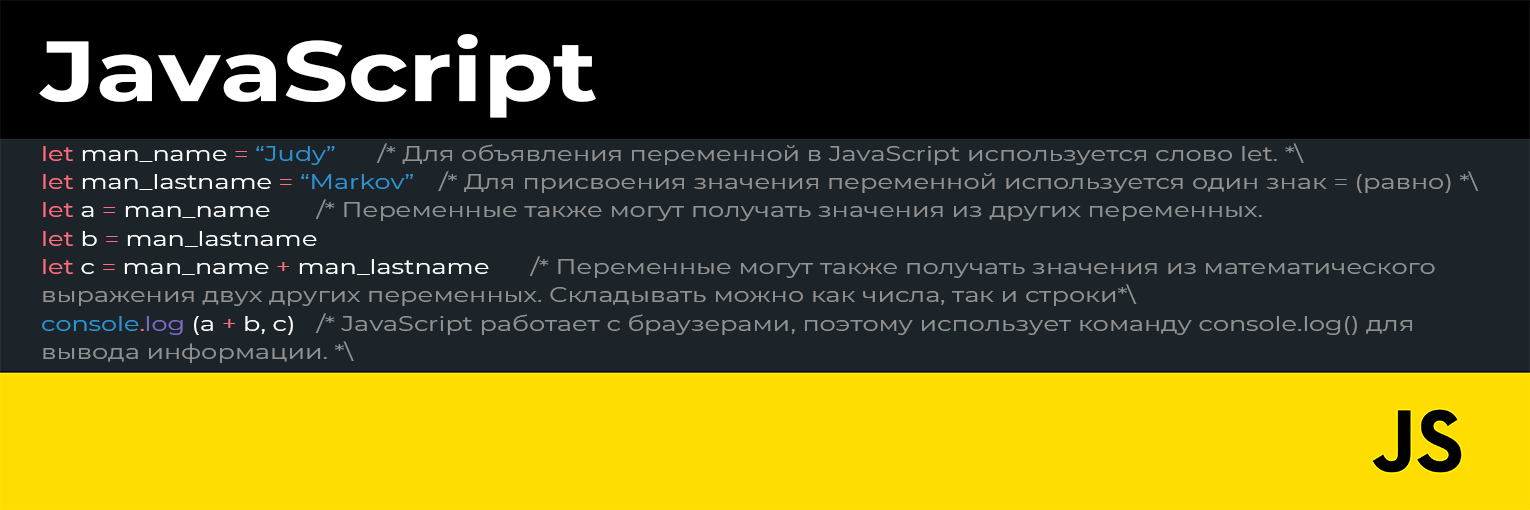 JavaScript
let man_name = “Judy” /* Для объявления переменной в JavaScript используется слово let. *\
let man_lastname = “Markov” /* Для присвоения значения переменной используется один знак = (равно) *\
let a = man_name /* Переменные также могут получать значения из других переменных.
let b = man_lastname
let c = man_name + man_lastname /* Переменные могут также получать значения из математического
выражения двух других переменных. Складывать можно как числа, так и строки*\
console.log (a + b, c) /* JavaScript работает с браузерами, поэтому использует команду console.log() для
вывода информации. *\
JS